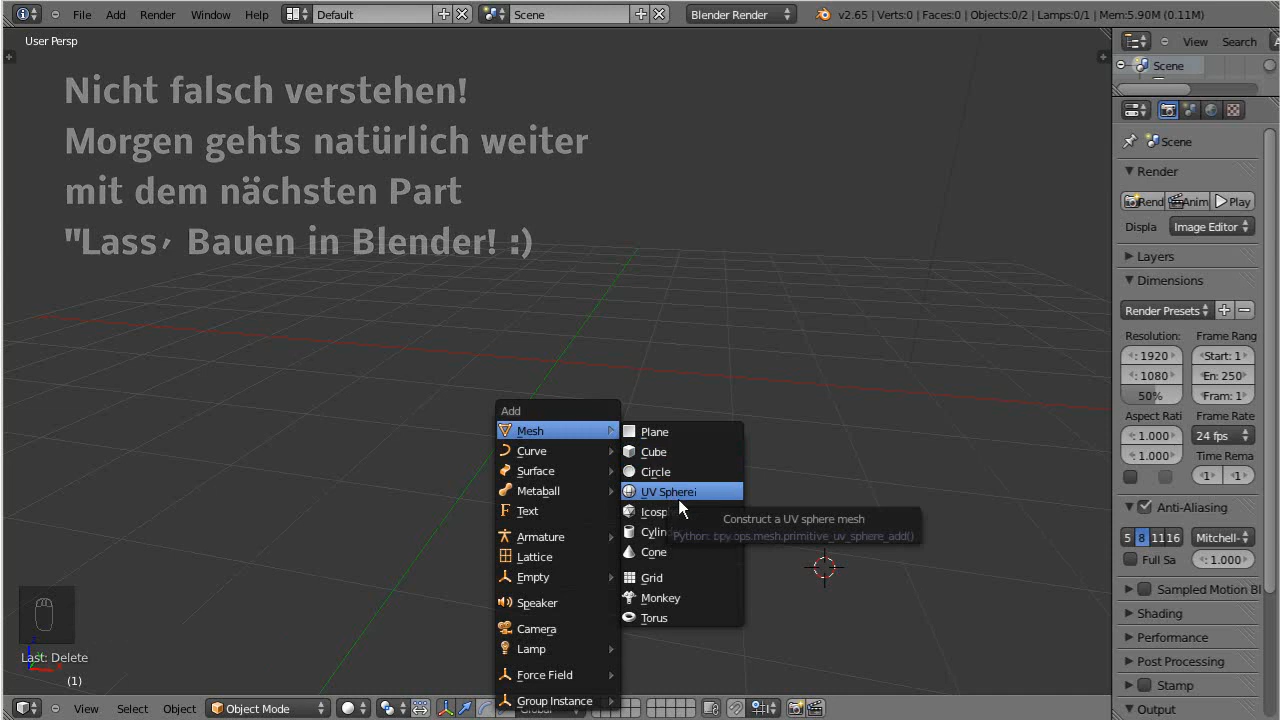 File Add Render Window Help Default Scene Blender Render v2.65 | Verts:0 | Faces:0 | Objects:0/2 | Lamps:0/1 | Mem:5.90M (0.11M)
User Persp
View Search
Scene
Nicht falsch verstehen!
Morgen gehts natürlich weiter
mit dem nächsten Part
"Lass, Bauen in Blender! :)
Scene
Render
Rend Anim Play
Displa Image Editor
Layers
Dimensions
Render Presets
Resolution: Frame Rang
: 1920 Start: 1
: 1080 En: 250
50% Fram: 1
Aspect Rati Frame Rate
: 1.000 24 fps
: 1.000 Time Rema
: 1 : 1
Anti-Aliasing
5 8 11 16 Mitchell-
Full Sa : 1.000
Sampled Motion Bl
Shading
Performance
Post Processing
Stamp
Output
Add
Mesh
Curve
Surface
Metaball
Text
Armature
Lattice
Empty
Speaker
Camera
Lamp
Force Field
Group Instance
Plane
Cube
Circle
UV Spherei
Icosp
Cylin
Cone
Grid
Monkey
Torus
Construct a UV sphere mesh
Python: bpy.ops.mesh.primitive_uv_sphere_add()
Last: Delete
(1)
View Select Object Object Mode Global